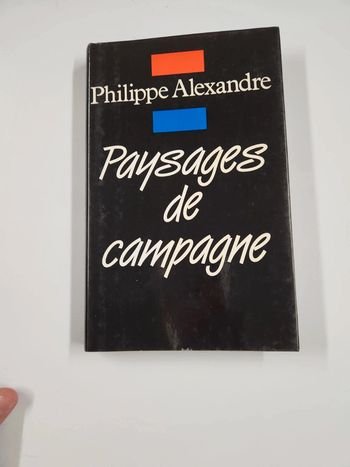 Philippe Alexandre
Paysages
de
campagne